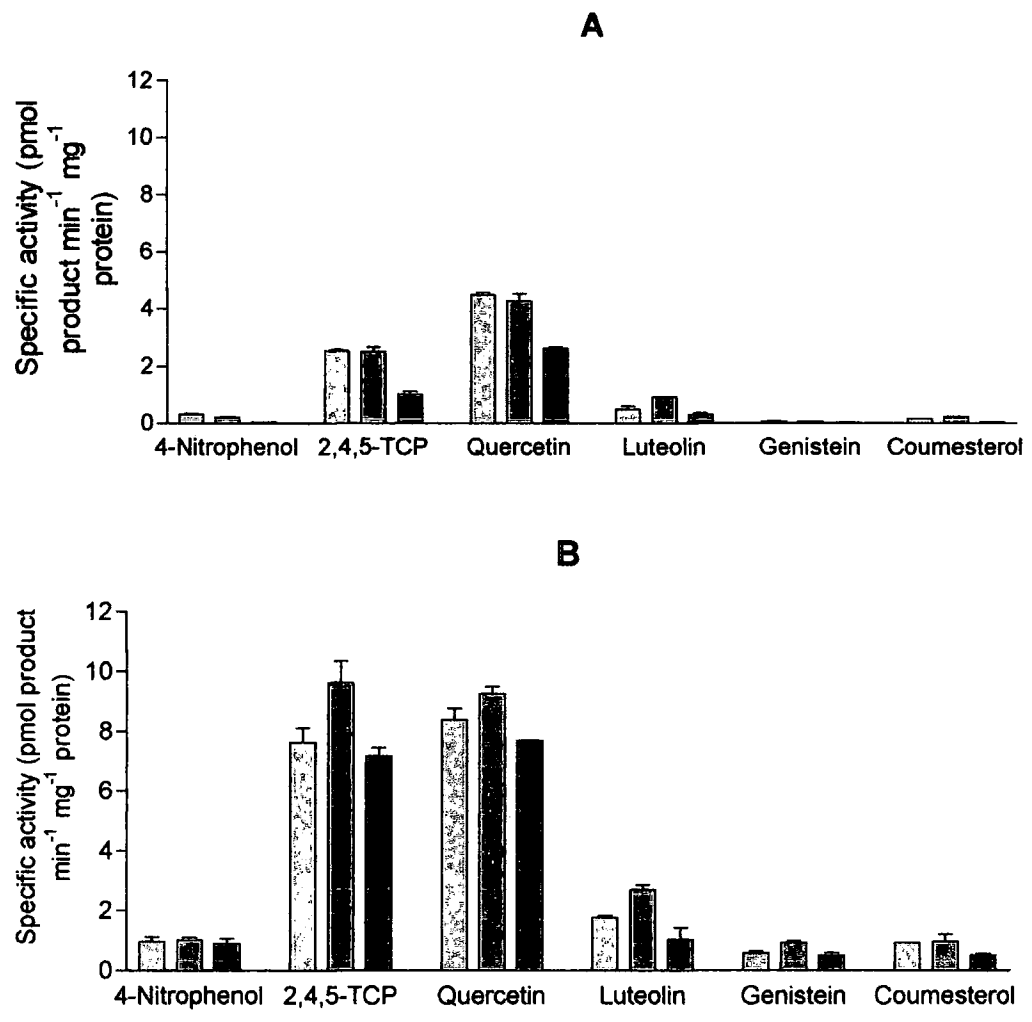 A
Specific activity (pmol
product min⁻¹ mg⁻¹
protein)
12
10
8
6
4
2
0
4-Nitrophenol 2,4,5-TCP Quercetin Luteolin Genistein Coumesterol
B
Specific activity (pmol product
min⁻¹ mg⁻¹ protein)
12
10
8
6
4
2
0
4-Nitrophenol 2,4,5-TCP Quercetin Luteolin Genistein Coumesterol